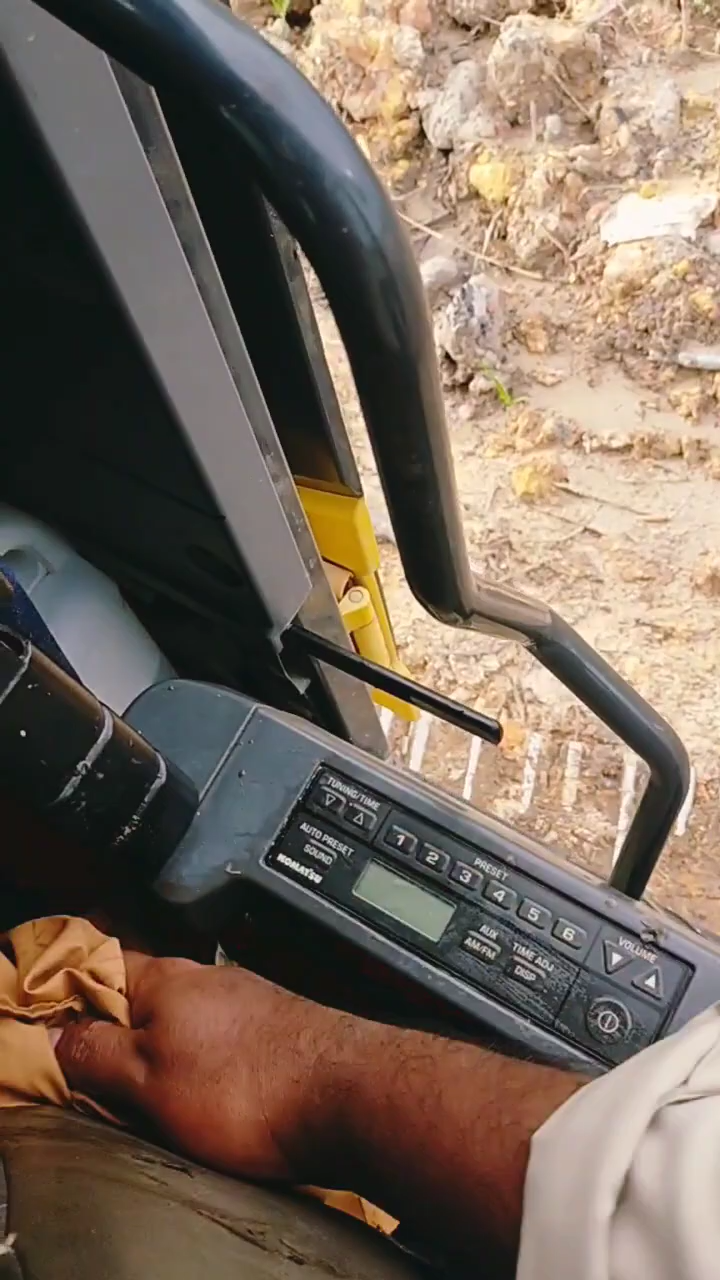 TUNING/TIME
AUTO PRESET
SOUND
KOMATSU
PRESET
1 2 3 4 5 6
AUX
AM/FM
TIME ADJ
DISP
VOLUME